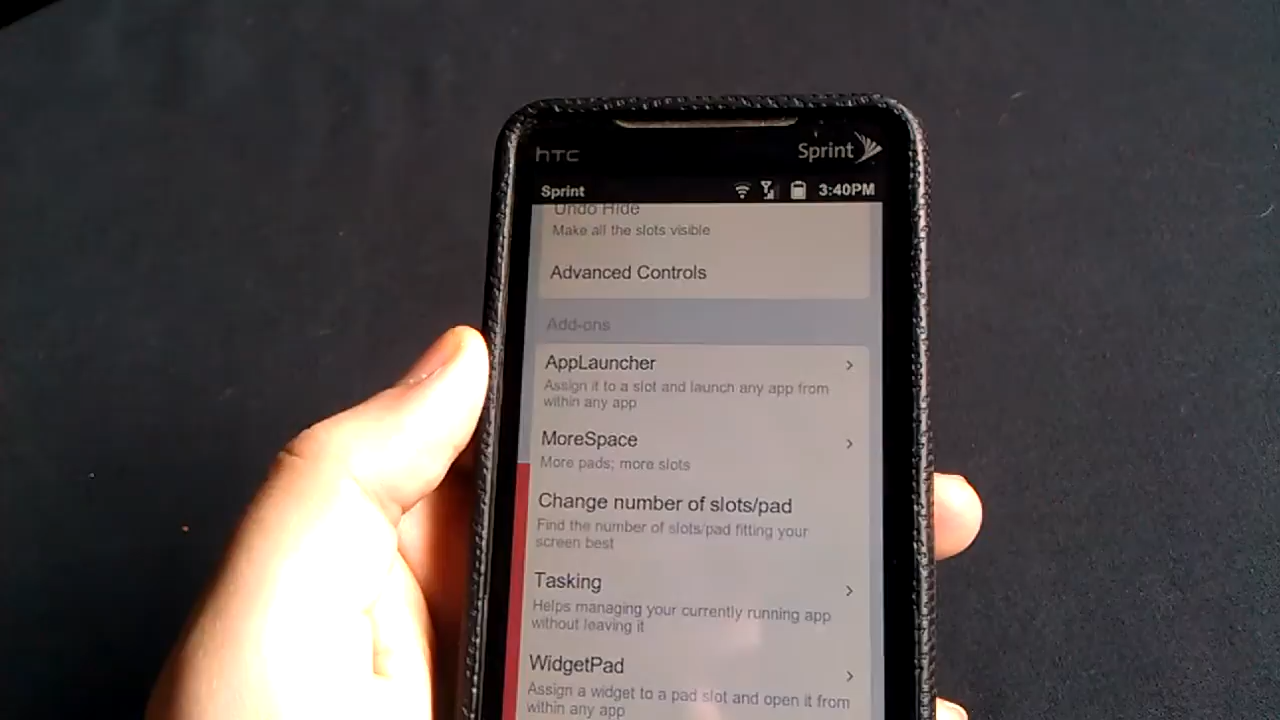 hTC
Sprint
Sprint
3:40PM
Undo Hide
Make all the slots visible
Advanced Controls
Add-ons
AppLauncher
Assign it to a slot and launch any app from
within any app
MoreSpace
More pads; more slots
Change number of slots/pad
Find the number of slots/pad fitting your
screen best
Tasking
Helps managing your currently running app
without leaving it
WidgetPad
Assign a widget to a pad slot and open it from
within any app